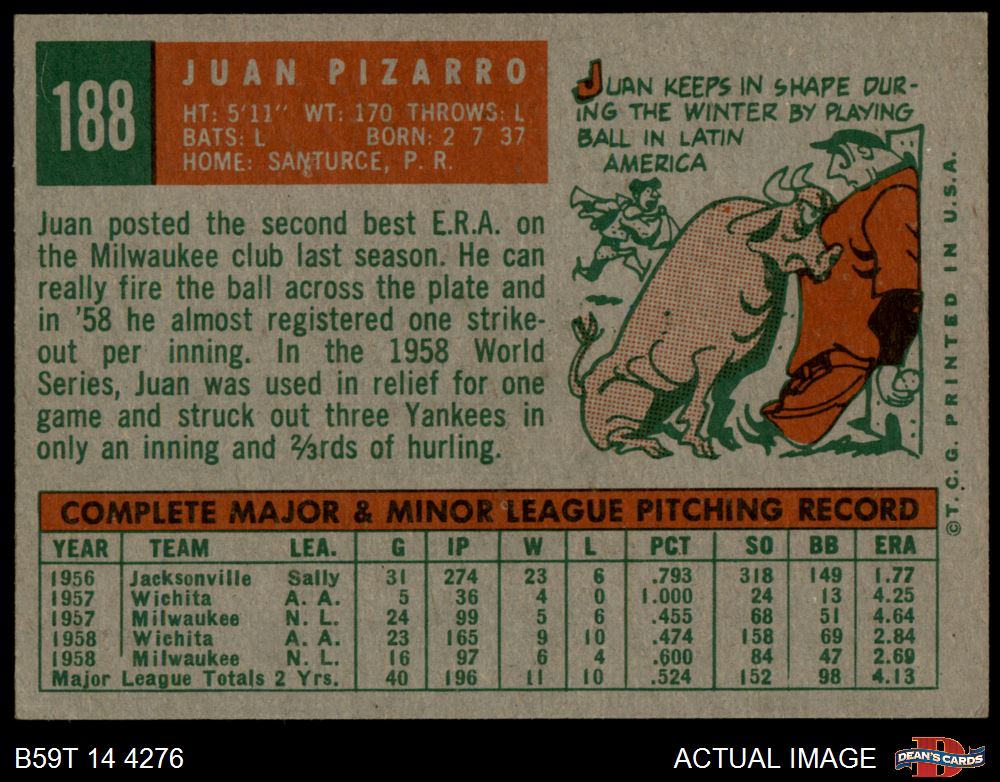 188
JUAN PIZARRO
HT: 5'11" WT: 170 THROWS: L
BATS: L BORN: 2 7 37
HOME: SANTURCE, P. R.
Juan posted the second best E.R.A. on
the Milwaukee club last season. He can
really fire the ball across the plate and
in '58 he almost registered one strike-
out per inning. In the 1958 World
Series, Juan was used in relief for one
game and struck out three Yankees in
only an inning and ⅔rds of hurling.
JUAN KEEPS IN SHAPE DUR-
ING THE WINTER BY PLAYING
BALL IN LATIN
AMERICA
©T. C. G. PRINTED IN U.S.A.
COMPLETE MAJOR & MINOR LEAGUE PITCHING RECORD
YEAR TEAM LEA. G IP W L PCT SO BB ERA
1956 Jacksonville Sally 31 274 23 6 .793 318 149 1.77
1957 Wichita A. A. 5 36 4 0 1.000 24 13 4.25
1957 Milwaukee N. L. 24 99 5 6 .455 68 51 4.64
1958 Wichita A. A. 23 165 9 10 .474 158 69 2.84
1958 Milwaukee N. L. 16 97 6 4 .600 84 47 2.69
Major League Totals 2 Yrs. 40 196 11 10 .524 152 98 4.13
B59T 14 4276
ACTUAL IMAGE
DEAN'S CARDS